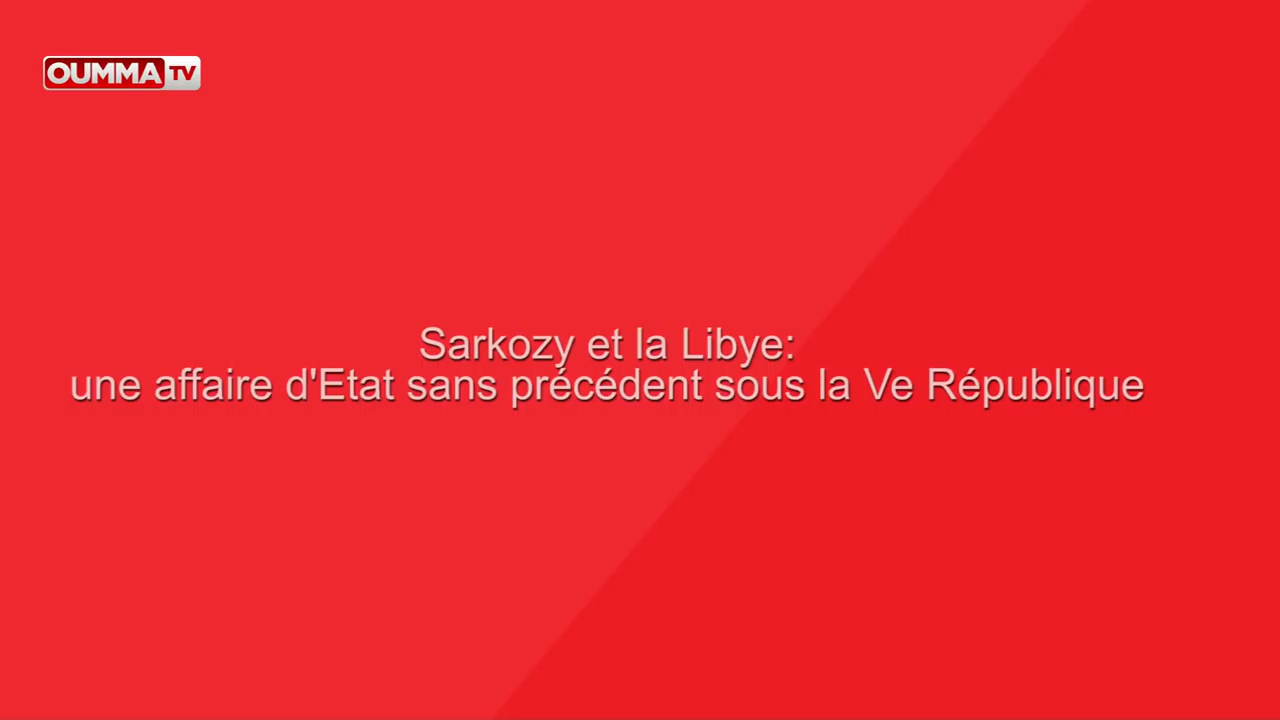 OUMMA TV
Sarkozy et la Libye:
une affaire d'Etat sans précédent sous la Ve République